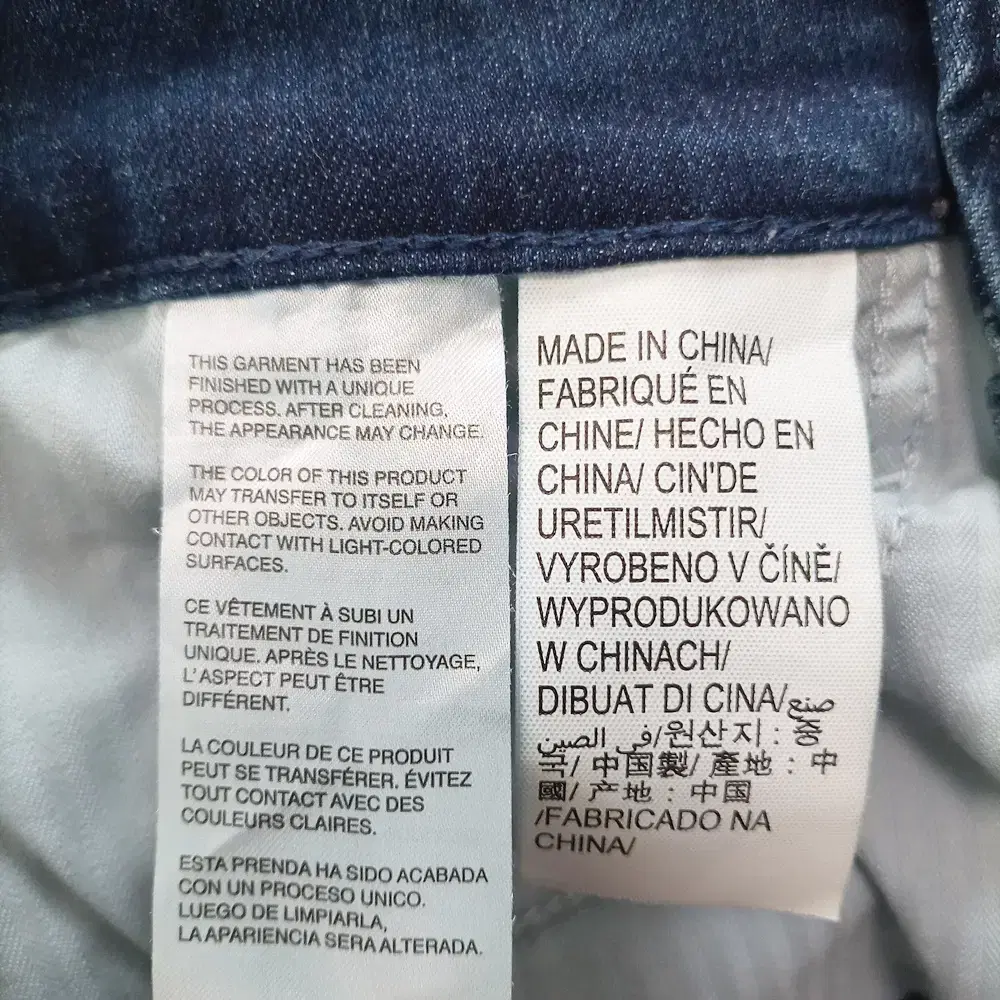 THIS GARMENT HAS BEEN
FINISHED WITH A UNIQUE
PROCESS. AFTER CLEANING,
THE APPEARANCE MAY CHANGE.
THE COLOR OF THIS PRODUCT
MAY TRANSFER TO ITSELF OR
OTHER OBJECTS. AVOID MAKING
CONTACT WITH LIGHT-COLORED
SURFACES.
CE VÊTEMENT À SUBI UN
TRAITEMENT DE FINITION
UNIQUE. APRÈS LE NETTOYAGE,
L'ASPECT PEUT ÊTRE
DIFFÉRENT.
LA COULEUR DE CE PRODUIT
PEUT SE TRANSFÉRER. ÉVITEZ
TOUT CONTACT AVEC DES
COULEURS CLAIRES.
ESTA PRENDA HA SIDO ACABADA
CON UN PROCESO UNICO.
LUEGO DE LIMPIARLA,
LA APARIENCIA SERA ALTERADA.
MADE IN CHINA/
FABRIQUÉ EN
CHINE/ HECHO EN
CHINA/ CIN'DE
URETILMISTIR/
VYROBENO V ČÍNĚ/
WYPRODUKOWANO
W CHINACH/
DIBUAT DI CINA/صنع
في الصين/원산지 : 중
국/ 中国製/ 產地 : 中
國/ 产地 : 中国
/FABRICADO NA
CHINA/